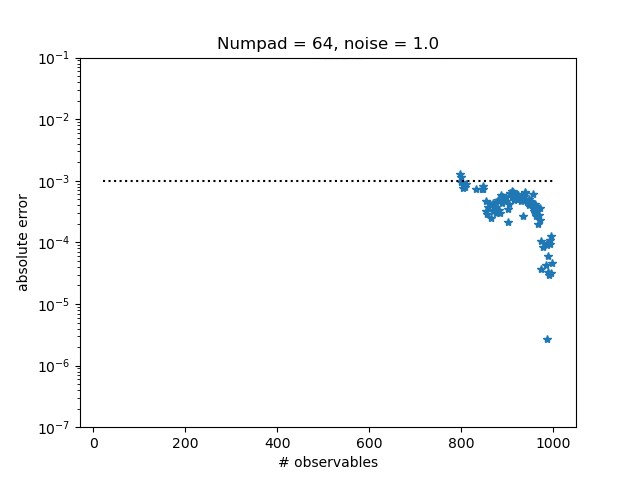 Numpad = 64, noise = 1.0
10⁻¹
10⁻²
10⁻³
10⁻⁴
10⁻⁵
10⁻⁶
10⁻⁷
absolute error
0 200 400 600 800 1000
# observables